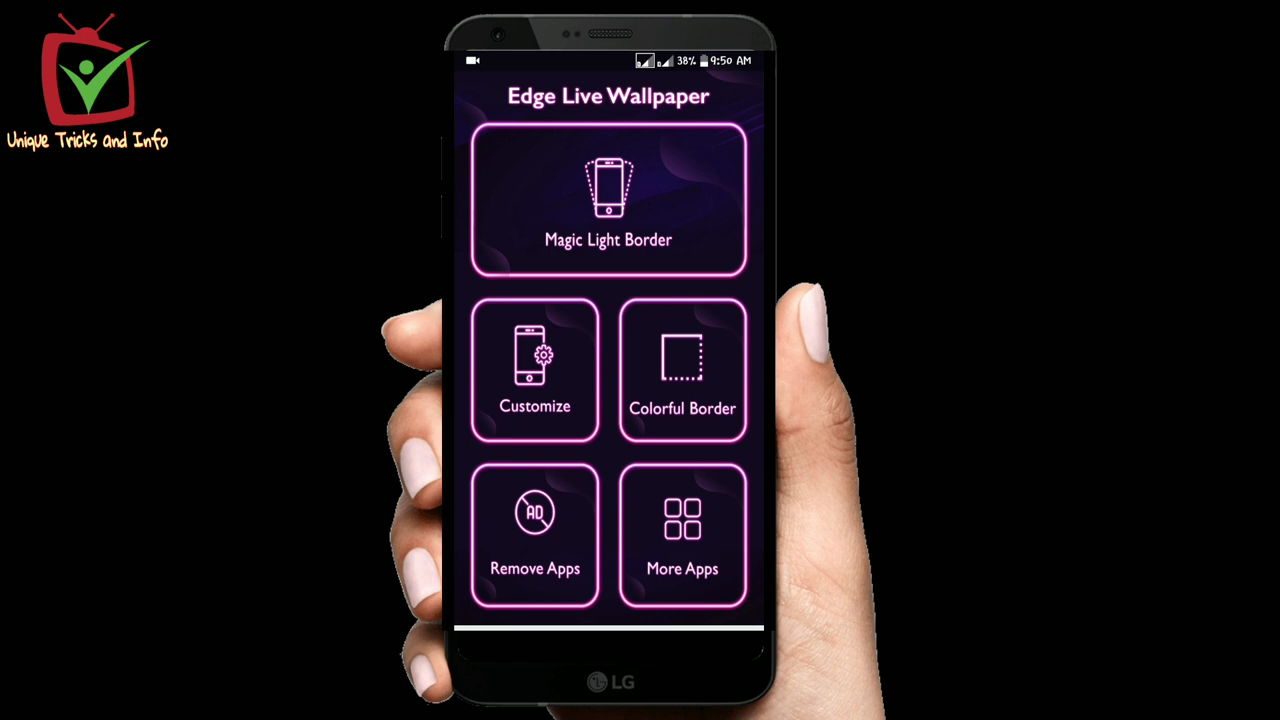 Unique Tricks and Info
38% 9:50 AM
Edge Live Wallpaper
Magic Light Border
Customize
Colorful Border
AD
Remove Apps
More Apps
LG